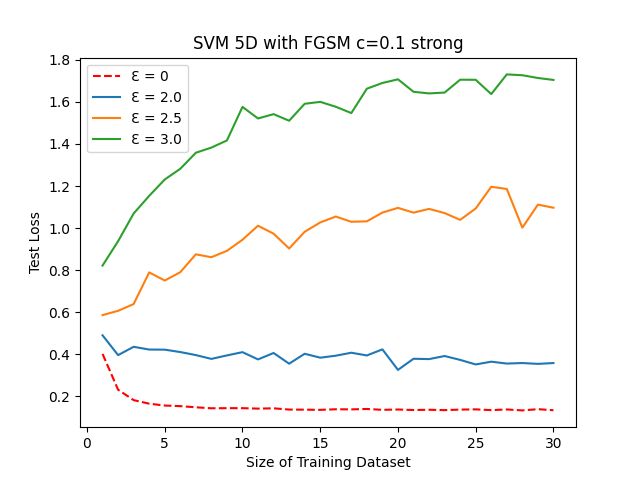 SVM 5D with FGSM c=0.1 strong
1.8
1.6
1.4
1.2
1.0
0.8
0.6
0.4
0.2
Test Loss
Ɛ = 0
Ɛ = 2.0
Ɛ = 2.5
Ɛ = 3.0
0 5 10 15 20 25 30
Size of Training Dataset